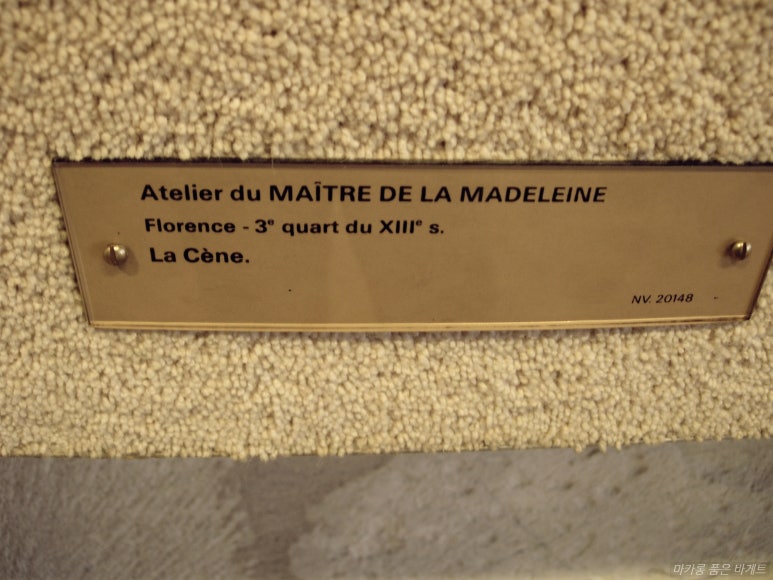 Atelier du MAÎTRE DE LA MADELEINE
Florence - 3ᵉ quart du XIIIᵉ s.
La Cène.
NV. 20148
마카롱 품은 바게트